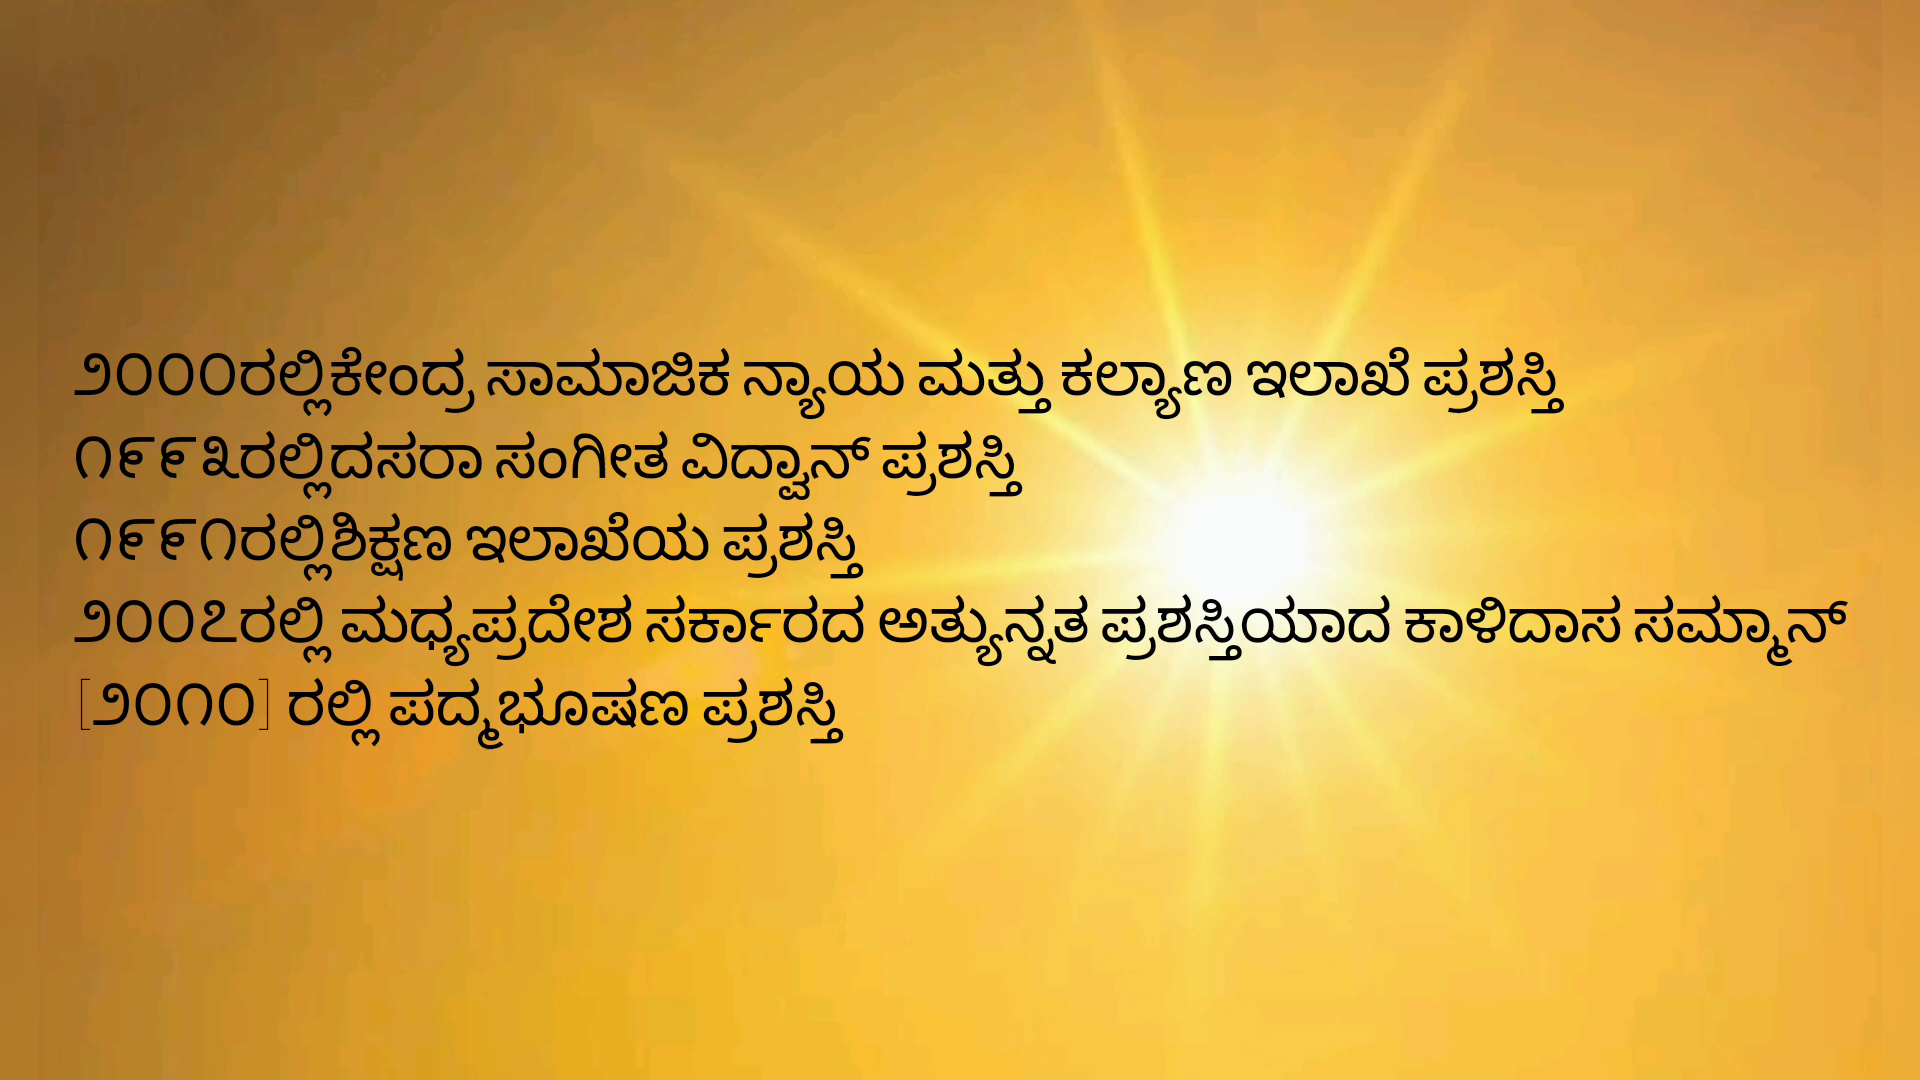 ೨೦೦೦ರಲ್ಲಿಕೇಂದ್ರ ಸಾಮಾಜಿಕ ನ್ಯಾಯ ಮತ್ತು ಕಲ್ಯಾಣ ಇಲಾಖೆ ಪ್ರಶಸ್ತಿ
೧೯೯೩ರಲ್ಲಿದಸರಾ ಸಂಗೀತ ವಿದ್ವಾನ್ ಪ್ರಶಸ್ತಿ
೧೯೯೧ರಲ್ಲಿಶಿಕ್ಷಣ ಇಲಾಖೆಯ ಪ್ರಶಸ್ತಿ
೨೦೦೭ರಲ್ಲಿ ಮಧ್ಯಪ್ರದೇಶ ಸರ್ಕಾರದ ಅತ್ಯುನ್ನತ ಪ್ರಶಸ್ತಿಯಾದ ಕಾಳಿದಾಸ ಸಮ್ಮಾನ್
[೨೦೧೦] ರಲ್ಲಿ ಪದ್ಮಭೂಷಣ ಪ್ರಶಸ್ತಿ